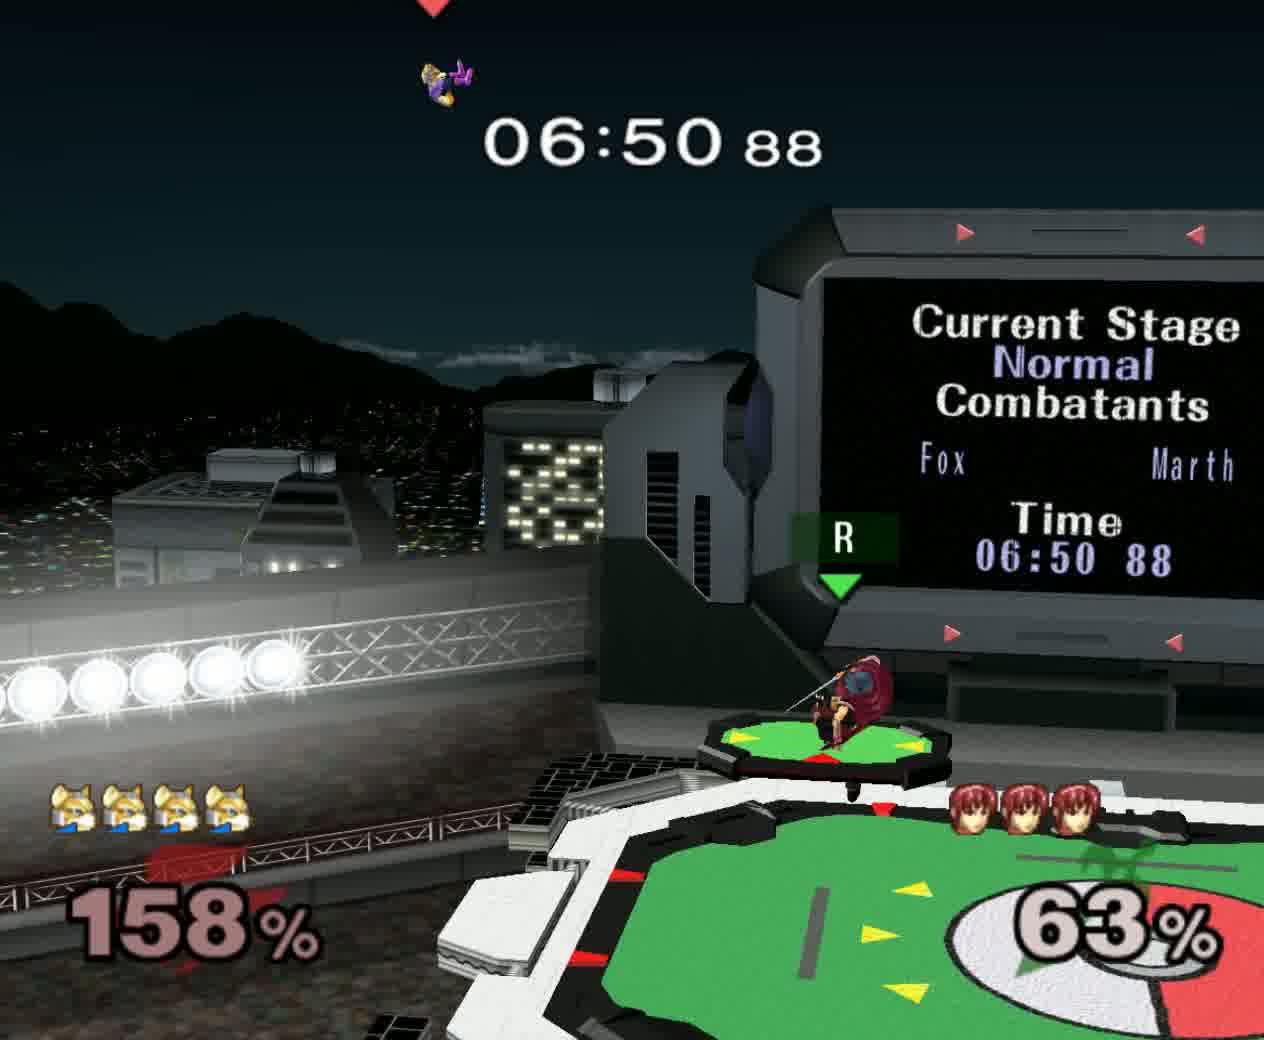 06:50 88
Current Stage
Normal
Combatants
Fox Marth
R
Time
06:50 88
158%
63%